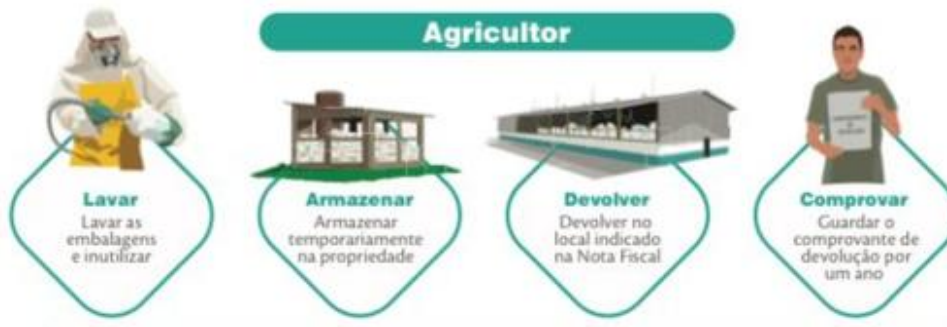 Agricultor
Lavar
Lavar as
embalagens
e inutilizar
Armazenar
Armazenar
temporariamente
na propriedade
Devolver
Devolver no
local indicado
na Nota Fiscal
Comprovar
Guardar o
comprovante de
devolução por
um ano